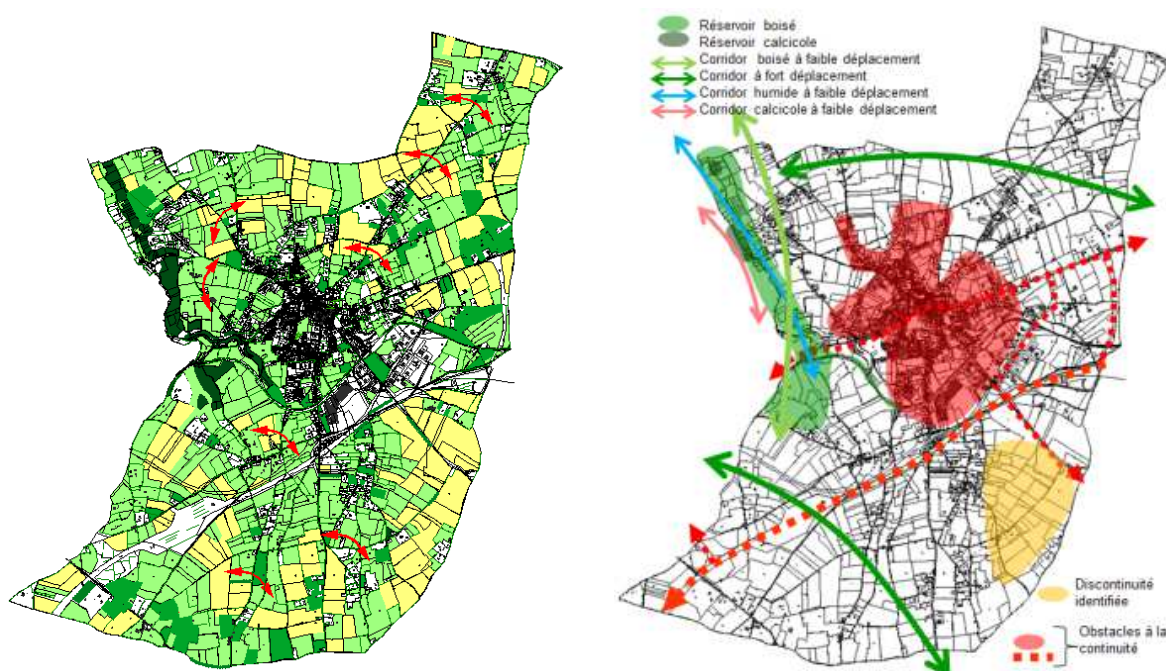 Réservoir boisé
Réservoir calcicole
Corridor boisé à faible déplacement
Corridor à fort déplacement
Corridor humide à faible déplacement
Corridor calcicole à faible déplacement
Discontinuité
identifiée
Obstacles à la
continuité